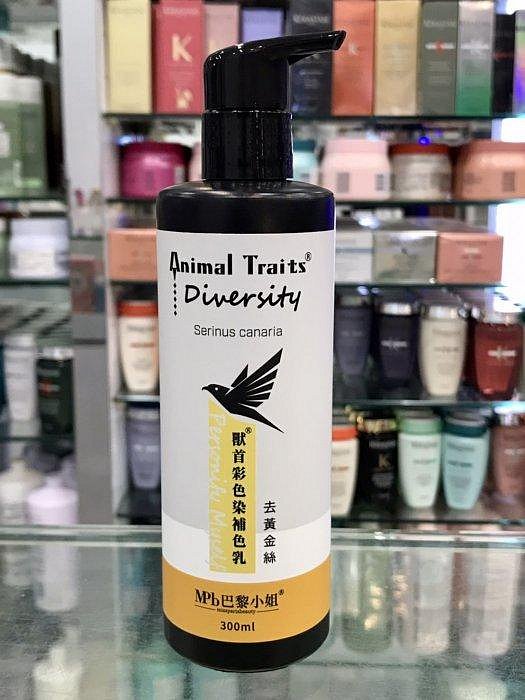 Animal Traits®
Diversity
Serinus canaria
獸首彩色染補色乳®
去黃金絲
MPb巴黎小姐®
missparisbeauty
300ml